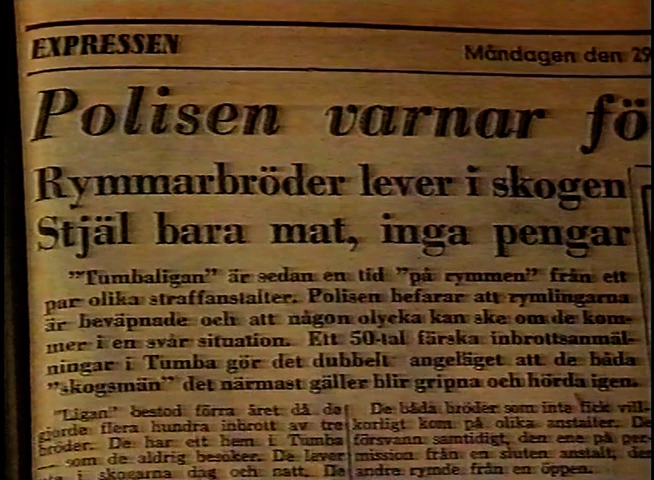 EXPRESSEN
Måndagen den 29
Polisen varnar fö
Rymmarbröder lever i skogen
Stjäl bara mat, inga pengar
"Tumbaligan" är sedan en tid "på rymmen" från ett
par olika straffanstalter. Polisen befarar att rymlingarna
är beväpnade och att någon olycka kan ske om de kom-
mer i en svår situation. Ett 50-tal färska inbrottsanmäl-
ningar i Tumba gör det dubbelt angeläget att de båda
"skogsmän" det närmast gäller blir gripna och hörda igen.
"Ligan" bestod förra året då de
gjorde flera hundra inbrott av tre
bröder. De har ett hem i Tumba
— som de aldrig besöker. De lever
i skogarna dag och natt. De
De båda bröder som inte fick vill-
korligt kom på olika anstalter. De
försvann samtidigt, den ene på per-
mission från en sluten anstalt, den
andre rymde från en öppen.